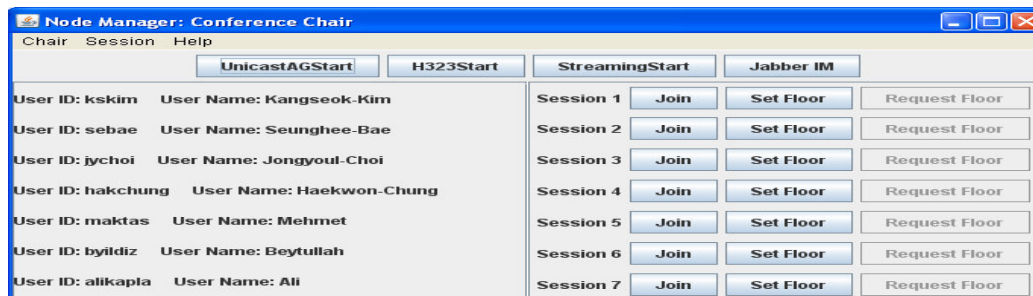 Node Manager: Conference Chair
Chair Session Help
UnicastAGStart H323Start StreamingStart Jabber IM
User ID: kskim User Name: Kangseok-Kim Session 1 Join Set Floor Request Floor
User ID: sebae User Name: Seunghee-Bae Session 2 Join Set Floor Request Floor
User ID: jychoi User Name: Jongyoul-Choi Session 3 Join Set Floor Request Floor
User ID: hakchung User Name: Haekwon-Chung Session 4 Join Set Floor Request Floor
User ID: maktas User Name: Mehmet Session 5 Join Set Floor Request Floor
User ID: byildiz User Name: Beytullah Session 6 Join Set Floor Request Floor
User ID: alikapla User Name: Ali Session 7 Join Set Floor Request Floor